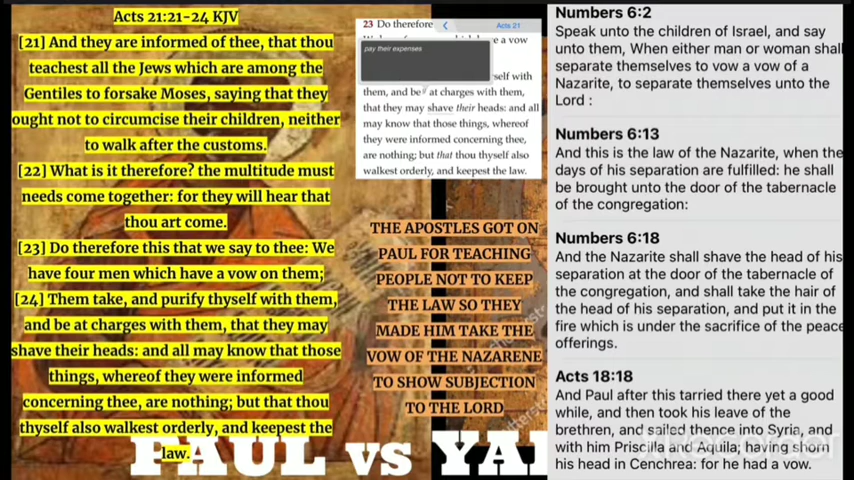 Acts 21:21-24 KJV
[21] And they are informed of thee, that thou
teachest all the Jews which are among the
Gentiles to forsake Moses, saying that they
ought not to circumcise their children, neither
to walk after the customs.
[22] What is it therefore? the multitude must
needs come together: for they will hear that
thou art come.
[23] Do therefore this that we say to thee: We
have four men which have a vow on them;
[24] Them take, and purify thyself with them,
and be at charges with them, that they may
shave their heads: and all may know that those
things, whereof they were informed
concerning thee, are nothing; but that thou
thyself also walkest orderly, and keepest the
law.
23 Do therefore
Acts 21
e a vow
pay their expenses
self with
them, and be at charges with them,
that they may shave their heads: and all
may know that those things, whereof
they were informed concerning thee,
are nothing; but that thou thyself also
walkest orderly, and keepest the law.
THE APOSTLES GOT ON
PAUL FOR TEACHING
PEOPLE NOT TO KEEP
THE LAW SO THEY
MADE HIM TAKE THE
VOW OF THE NAZARENE
TO SHOW SUBJECTION
TO THE LORD
PAUL vs YA
Numbers 6:2
Speak unto the children of Israel, and say
unto them, When either man or woman shall
separate themselves to vow a vow of a
Nazarite, to separate themselves unto the
Lord :
Numbers 6:13
And this is the law of the Nazarite, when the
days of his separation are fulfilled: he shall
be brought unto the door of the tabernacle
of the congregation:
Numbers 6:18
And the Nazarite shall shave the head of his
separation at the door of the tabernacle of
the congregation, and shall take the hair of
the head of his separation, and put it in the
fire which is under the sacrifice of the peace
offerings.
Acts 18:18
And Paul after this tarried there yet a good
while, and then took his leave of the
brethren, and sailed thence into Syria, and
with him Priscilla and Aquila; having shorn
his head in Cenchrea: for he had a vow.